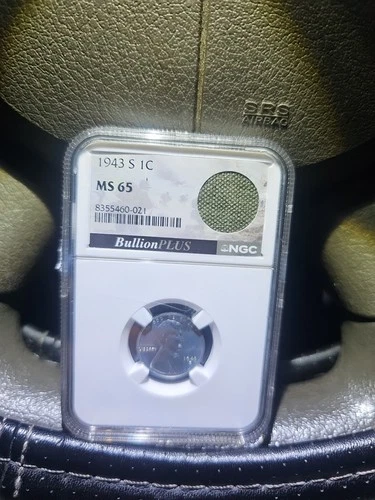 SRS
AIRBAG
1943 S 1C
MS 65
8355460-021
BullionPLUS
NGC